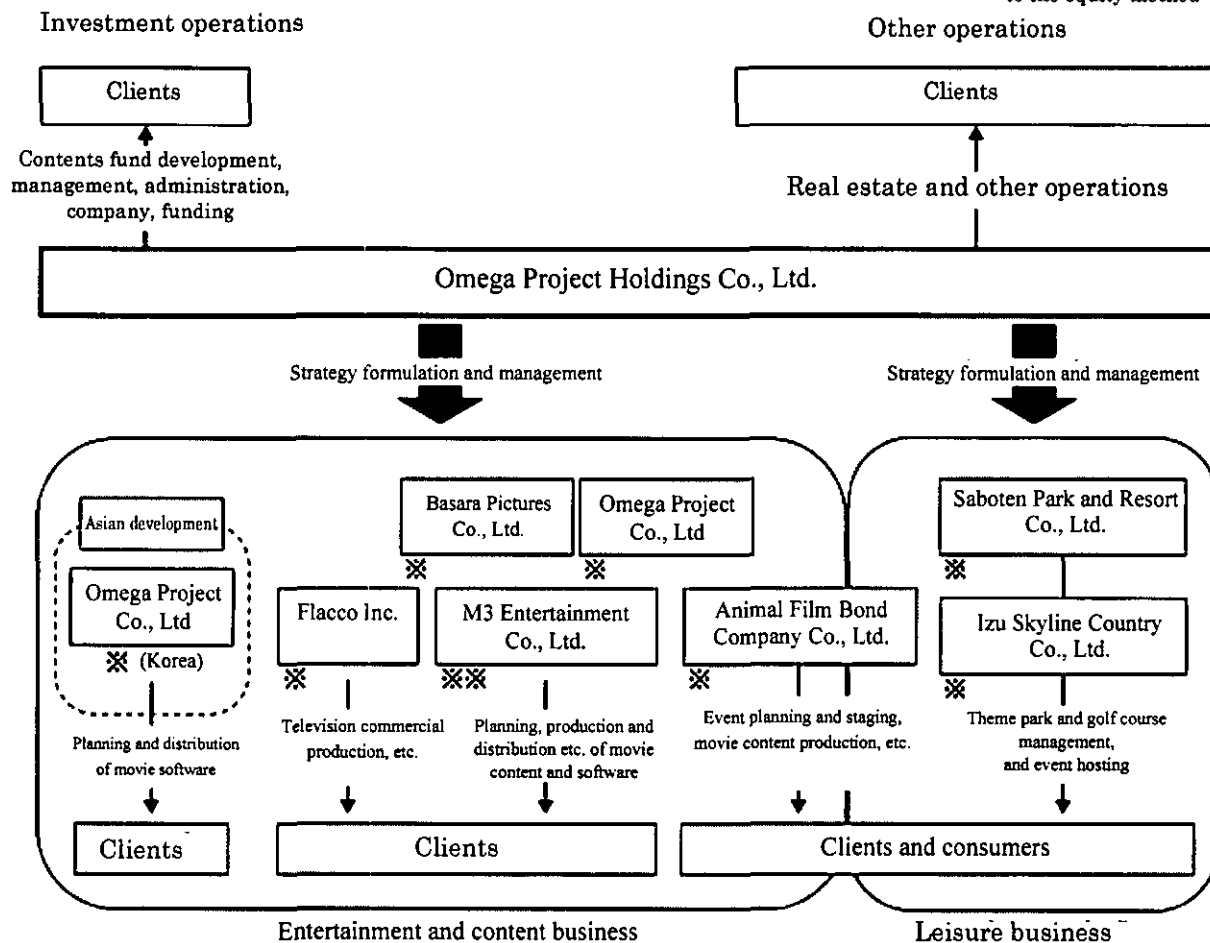 to the equity method
Investment operations
Other operations
Clients
Clients
Contents fund development,
management, administration,
company, funding
Real estate and other operations
Omega Project Holdings Co., Ltd.
Strategy formulation and management
Strategy formulation and management
Asian development
Omega Project
Co., Ltd
※ (Korea)
Basara Pictures
Co., Ltd.
※
Omega Project
Co., Ltd
※
Flacco Inc.
※
M3 Entertainment
Co., Ltd.
※※
Animal Film Bond
Company Co., Ltd.
※
Saboten Park and Resort
Co., Ltd.
※
Izu Skyline Country
Co., Ltd.
※
Planning and distribution
of movie software
Television commercial
production, etc.
Planning, production and
distribution etc. of movie
content and software
Event planning and staging,
movie content production, etc.
Theme park and golf course
management,
and event hosting
Clients
Clients
Clients and consumers
Entertainment and content business
Leisure business